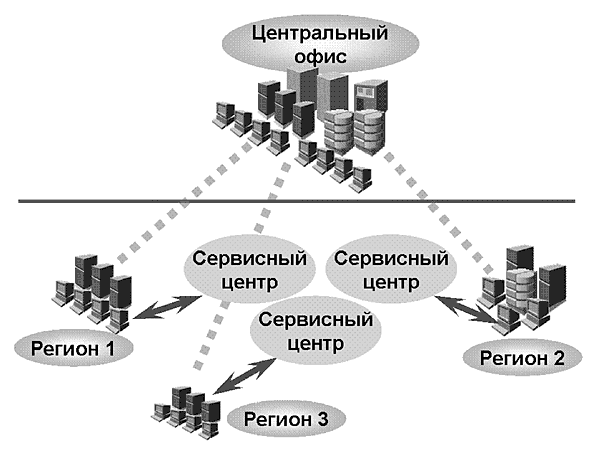 Центральный
офис
Сервисный
центр
Сервисный
центр
Сервисный
центр
Регион 1
Регион 2
Регион 3